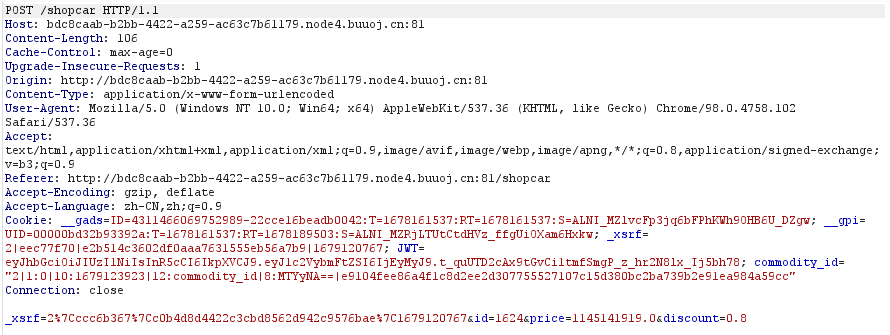 POST /shopcar HTTP/1.1
Host: bdc8caab-b2bb-4422-a259-ac63c7b61179.node4.buuoj.cn:81
Content-Length: 106
Cache-Control: max-age=0
Upgrade-Insecure-Requests: 1
Origin: http://bdc8caab-b2bb-4422-a259-ac63c7b61179.node4.buuoj.cn:81
Content-Type: application/x-www-form-urlencoded
User-Agent: Mozilla/5.0 (Windows NT 10.0; Win64; x64) AppleWebKit/537.36 (KHTML, like Gecko) Chrome/98.0.4758.102
Safari/537.36
Accept:
text/html,application/xhtml+xml,application/xml;q=0.9,image/avif,image/webp,image/apng,*/*;q=0.8,application/signed-exchange;
v=b3;q=0.9
Referer: http://bdc8caab-b2bb-4422-a259-ac63c7b61179.node4.buuoj.cn:81/shopcar
Accept-Encoding: gzip, deflate
Accept-Language: zh-CN,zh;q=0.9
Cookie: __gads=ID=4311466069752989-22cce16beadb0042:T=1678161537:RT=1678161537:S=ALNI_MZlvcFp3jq6bFPhKWh9OHB6U_DZgw; __gpi=
UID=00000bd32b93392a:T=1678161537:RT=1678189503:S=ALNI_MZRjLTUtCtdHVz_ffgUi0Xam6Hxkw; _xsrf=
2|eec77f70|e2b514c3602df0aaa7631555eb56a7b9|1679120767; JWT=
eyJhbGciOiJIUzI1NiIsInR5cCI6IkpXVCJ9.eyJ1c2VybmFtZSI6IjEyMyJ9.t_quUTD2cAx9tGvCiltmfSmgP_z_hr2N8lx_Ij5bh78; commodity_id=
"2|1:0|10:1679123923|12:commodity_id|8:MTYyNA==|e9104fee86a4f1c8d2ee2d307755527107c15d380bc2ba739b2e91ea984a59cc"
Connection: close

_xsrf=2%7Cccc6b367%7Cc0b4d8d4422c3cbd8562d942c9576bae%7C1679120767&id=1624&price=1145141919.0&discount=0.8